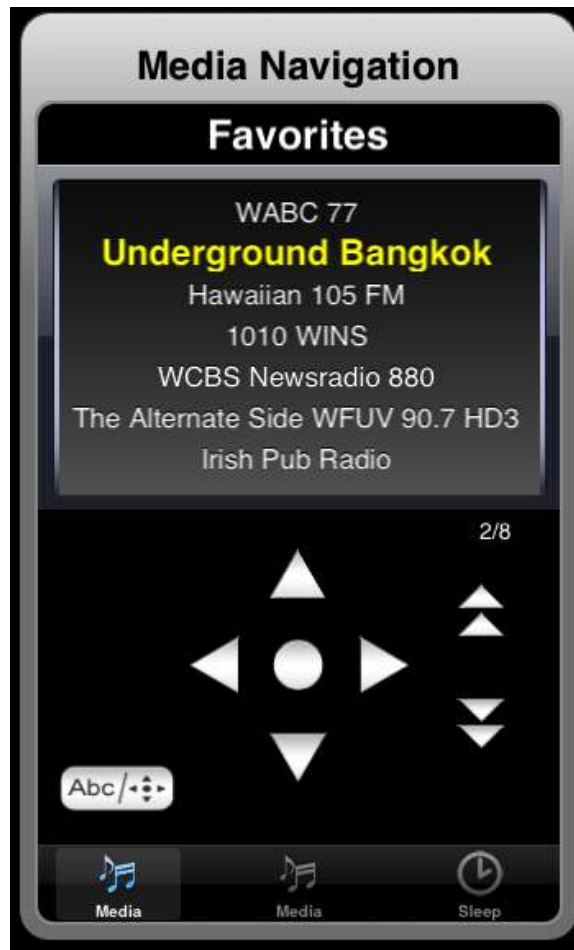 Media Navigation
Favorites
WABC 77
Underground Bangkok
Hawaiian 105 FM
1010 WINS
WCBS Newsradio 880
The Alternate Side WFUV 90.7 HD3
Irish Pub Radio
2/8
Abc/
Media
Media
Sleep